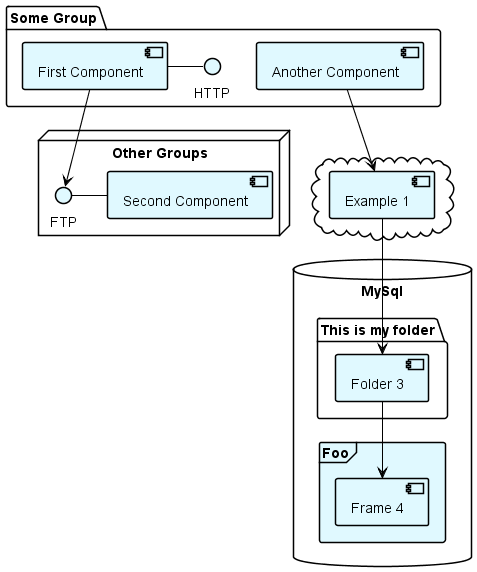 Some Group
First Component
HTTP
Another Component
Other Groups
FTP
Second Component
Example 1
MySql
This is my folder
Folder 3
Foo
Frame 4